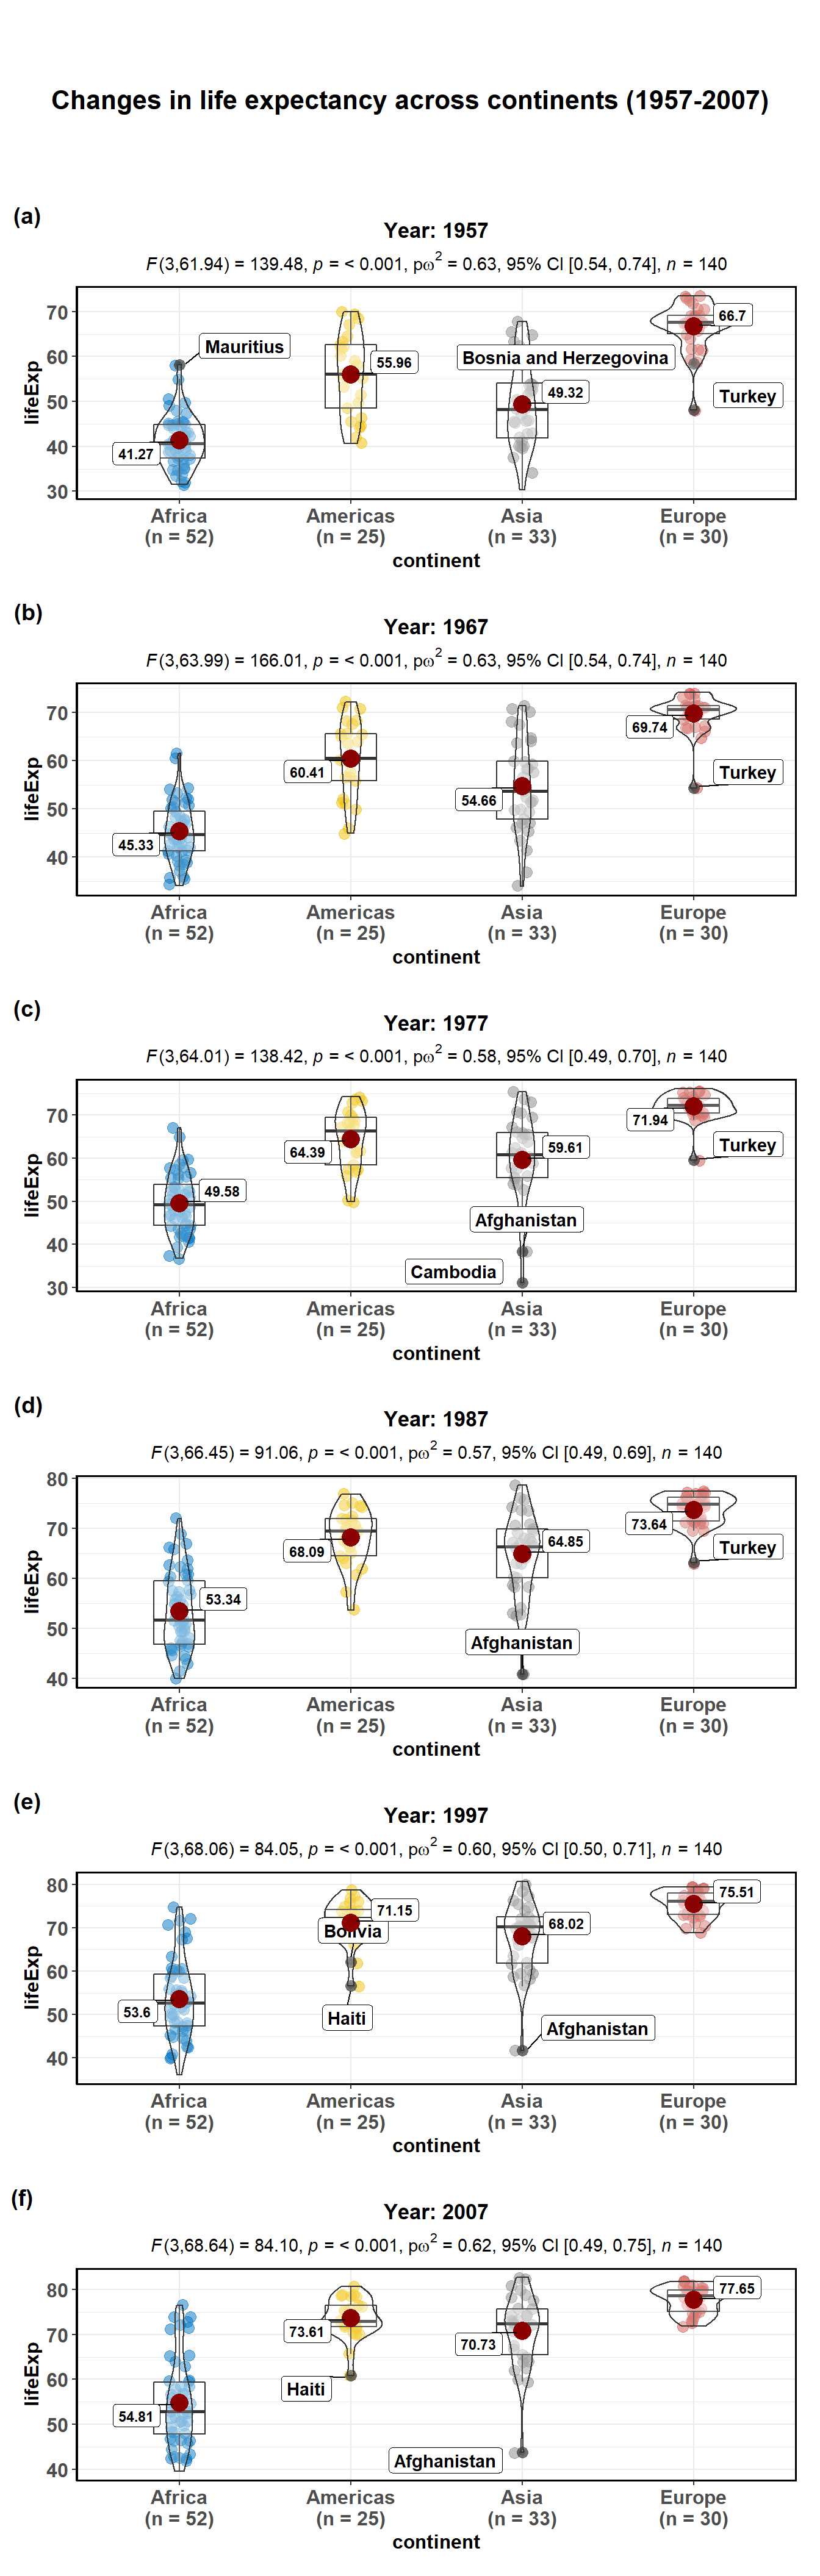 Changes in life expectancy across continents (1957-2007)
(a)
Year: 1957
F(3,61.94) = 139.48, p = < 0.001, pω2 = 0.63, 95% CI [0.54, 0.74], n = 140
lifeExp
70
60
50
40
30
Mauritius
41.27
55.96
Bosnia and Herzegovina
49.32
66.7
Turkey
Africa Americas Asia Europe
(n = 52) (n = 25) (n = 33) (n = 30)
continent
(b)
Year: 1967
F(3,63.99) = 166.01, p = < 0.001, pω2 = 0.63, 95% CI [0.54, 0.74], n = 140
lifeExp
70
60
50
40
45.33
60.41
54.66
69.74
Turkey
Africa Americas Asia Europe
(n = 52) (n = 25) (n = 33) (n = 30)
continent
(c)
Year: 1977
F(3,64.01) = 138.42, p = < 0.001, pω2 = 0.58, 95% CI [0.49, 0.70], n = 140
lifeExp
70
60
50
40
30
49.58
64.39
59.61
Afghanistan
Cambodia
71.94
Turkey
Africa Americas Asia Europe
(n = 52) (n = 25) (n = 33) (n = 30)
continent
(d)
Year: 1987
F(3,66.45) = 91.06, p = < 0.001, pω2 = 0.57, 95% CI [0.49, 0.69], n = 140
lifeExp
80
70
60
50
40
53.34
68.09
64.85
Afghanistan
73.64
Turkey
Africa Americas Asia Europe
(n = 52) (n = 25) (n = 33) (n = 30)
continent
(e)
Year: 1997
F(3,68.06) = 84.05, p = < 0.001, pω2 = 0.60, 95% CI [0.50, 0.71], n = 140
lifeExp
80
70
60
50
40
53.6
71.15
Bolivia
Haiti
68.02
Afghanistan
75.51
Africa Americas Asia Europe
(n = 52) (n = 25) (n = 33) (n = 30)
continent
(f)
Year: 2007
F(3,68.64) = 84.10, p = < 0.001, pω2 = 0.62, 95% CI [0.49, 0.75], n = 140
lifeExp
80
70
60
50
40
54.81
73.61
Haiti
70.73
Afghanistan
77.65
Africa Americas Asia Europe
(n = 52) (n = 25) (n = 33) (n = 30)
continent